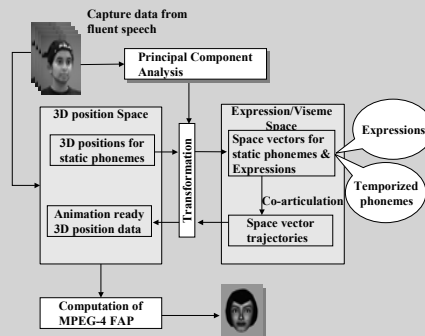 Capture data from
fluent speech
Principal Component
Analysis
3D position Space
3D positions for
static phonemes
Animation ready
3D position data
Transformation
Expression/Viseme
Space
Space vectors for
static phonemes &
Expressions
Co-articulation
Space vector
trajectories
Expressions
Temporized
phonemes
Computation of
MPEG-4 FAP